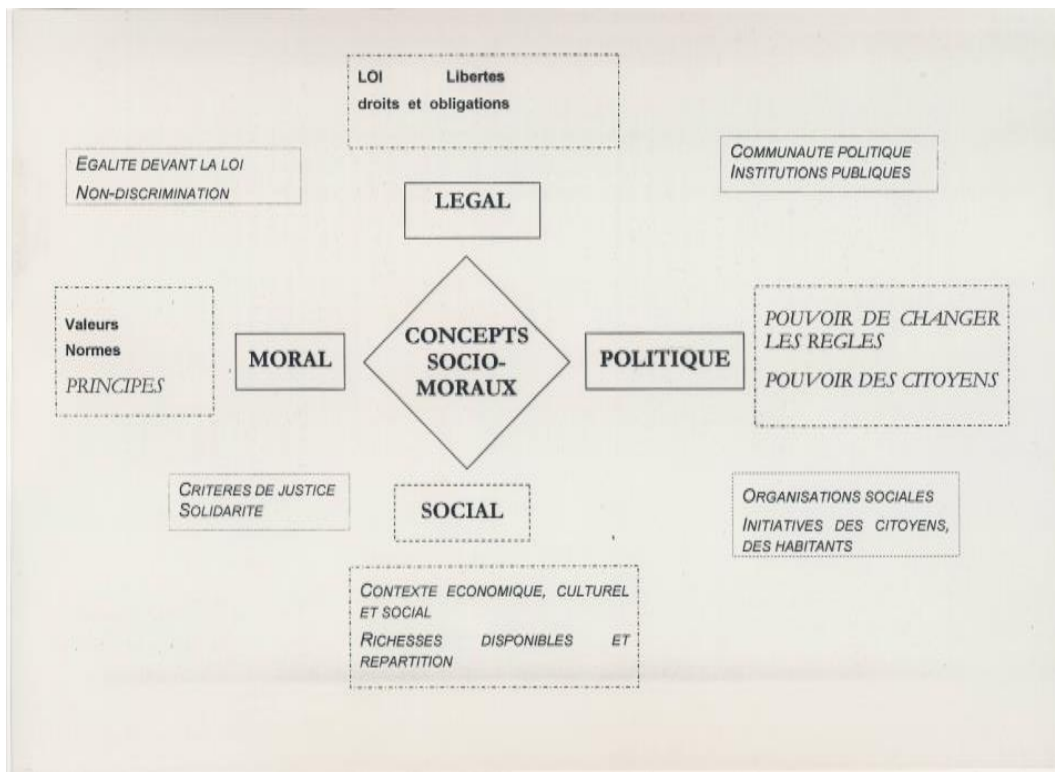 LOI Libertes
droits et obligations
EGALITE DEVANT LA LOI
NON-DISCRIMINATION
COMMUNAUTE POLITIQUE
INSTITUTIONS PUBLIQUES
LEGAL
Valeurs
Normes
PRINCIPES
MORAL
CONCEPTS
SOCIO-
MORAUX
POLITIQUE
POUVOIR DE CHANGER
LES REGLES
POUVOIR DES CITOYENS
CRITERES DE JUSTICE
SOLIDARITE
SOCIAL
ORGANISATIONS SOCIALES
INITIATIVES DES CITOYENS,
DES HABITANTS
CONTEXTE ECONOMIQUE, CULTUREL
ET SOCIAL
RICHESSES DISPONIBLES ET
REPARTITION